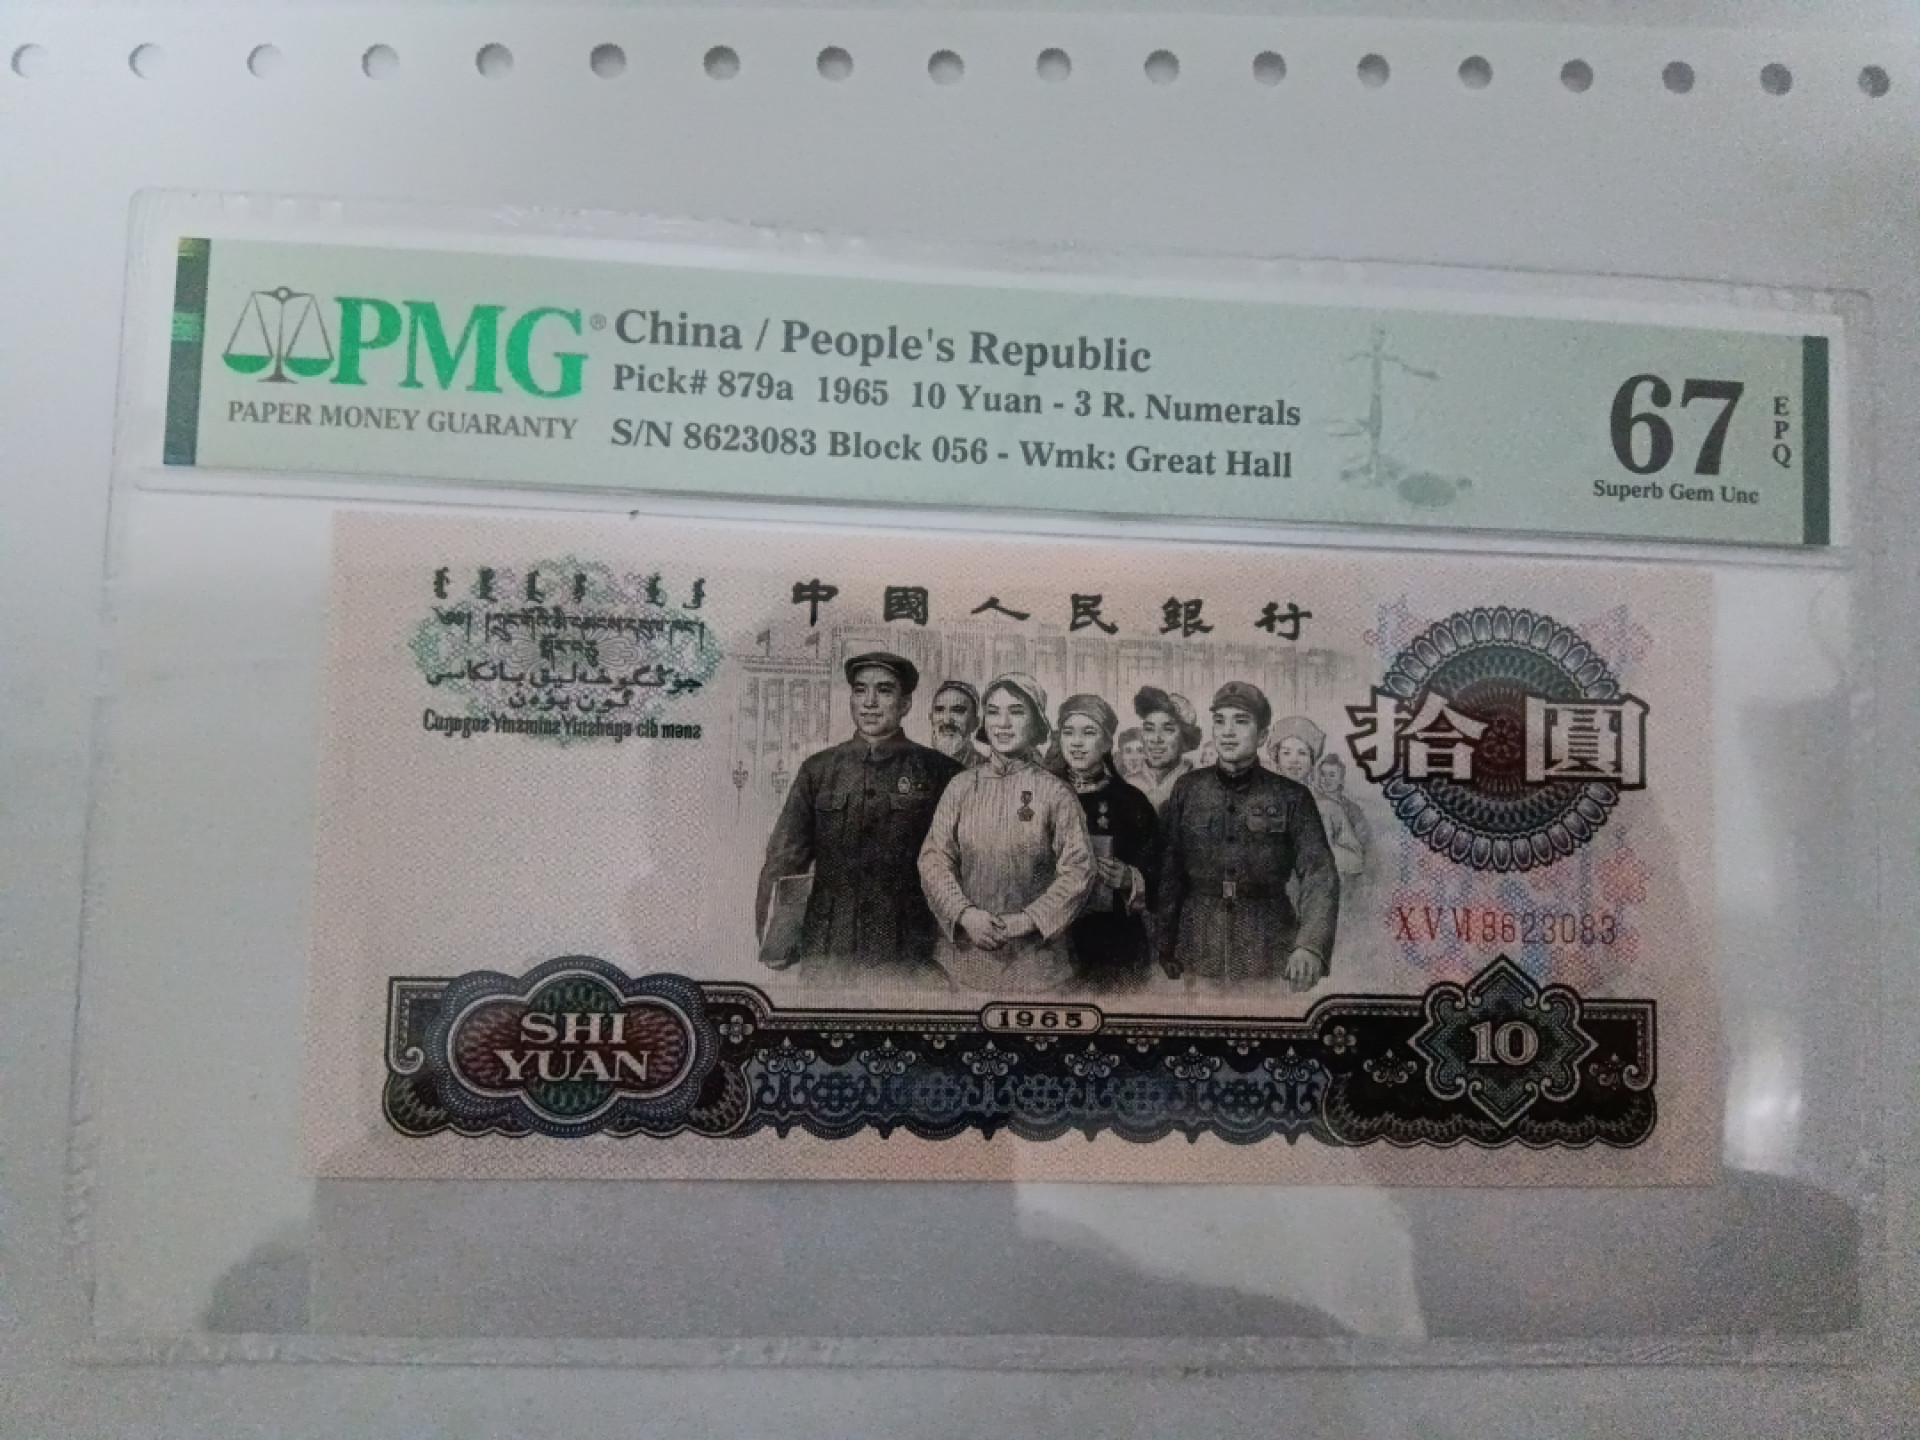 PMG® China / People's Republic
PAPER MONEY GUARANTY
Pick# 879a 1965 10 Yuan - 3 R. Numerals
S/N 8623083 Block 056 - Wmk: Great Hall
67
EPQ
Superb Gem Unc
中國人民銀行
拾圓
8623083
SHI
YUAN
1965
10